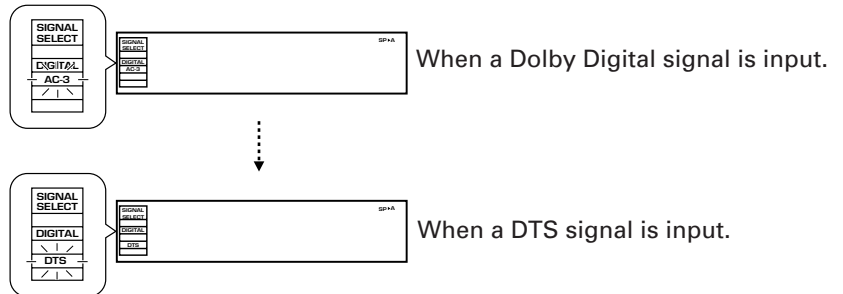 SIGNAL
SELECT
DIGITAL
AC-3
SIGNAL
SELECT
DIGITAL
AC-3
SP►A
When a Dolby Digital signal is input.
SIGNAL
SELECT
DIGITAL
DTS
SIGNAL
SELECT
DIGITAL
DTS
SP►A
When a DTS signal is input.